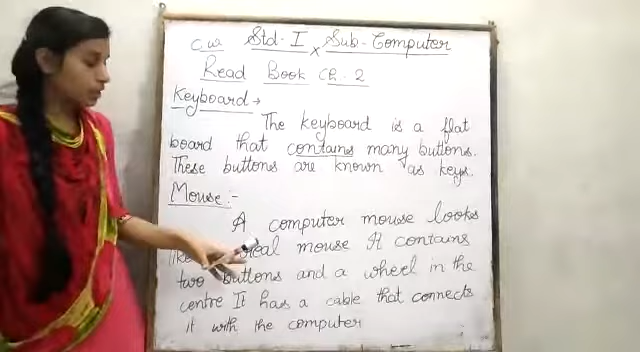 C.W Std- I x Sub- Computer
Read Book Ch- 2
Keyboard →
The keyboard is a flat
board that contains many buttons.
These buttons are known as keys.
Mouse :-
A computer mouse lookes
like real mouse It contains
two buttons and a wheel in the
centre It has a cable that connects
it with the computer